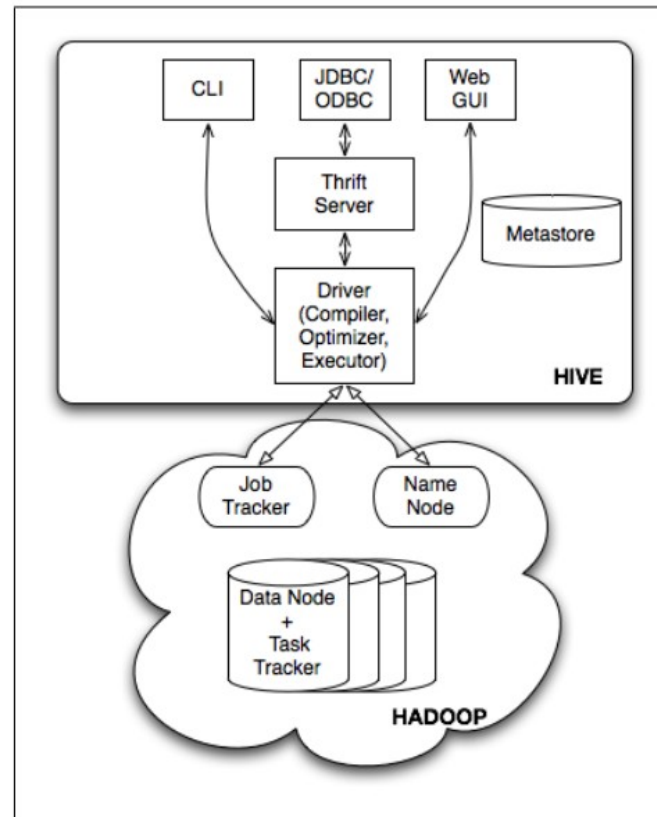 CLI
JDBC/
ODBC
Web
GUI
Thrift
Server
Metastore
Driver
(Compiler,
Optimizer,
Executor)
HIVE
Job
Tracker
Name
Node
Data Node
+
Task
Tracker
HADOOP